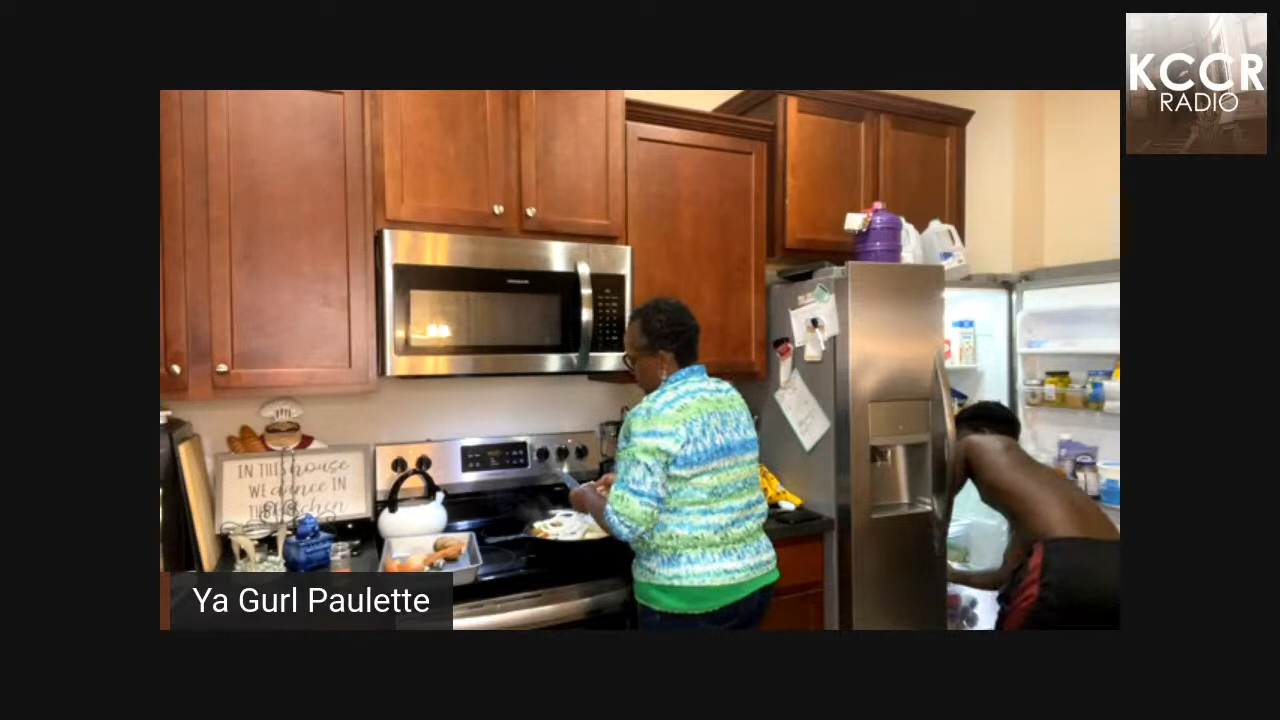 KCCR
RADIO
IN THIS house
WE dance IN
THE kitchen
Ya Gurl Paulette